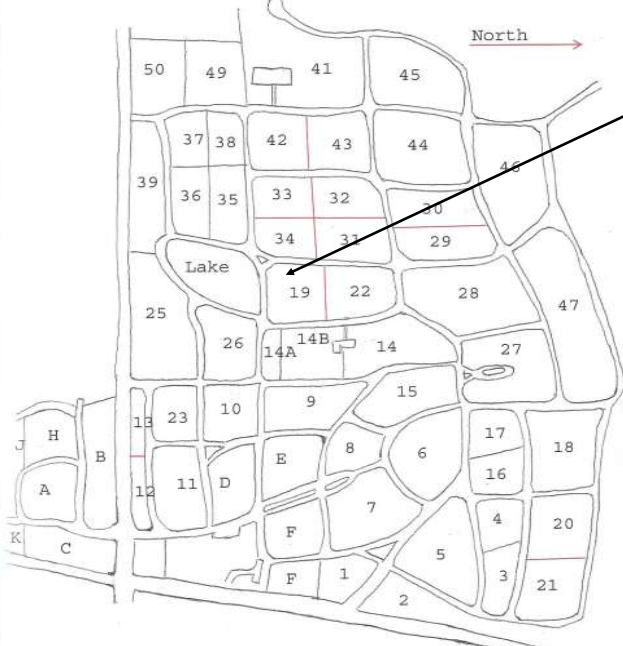 North
50 49 41 45
37 38 42 43 44
46
39 36 35 33 32 30
34 31 29
Lake
19 22 28
25 47
26 14A 14B 14 27
13 23 10 9 15
J H B 8 6 17 18
A 12 11 D E 16
K C F 7 4 20
5
F 1 3 21
2